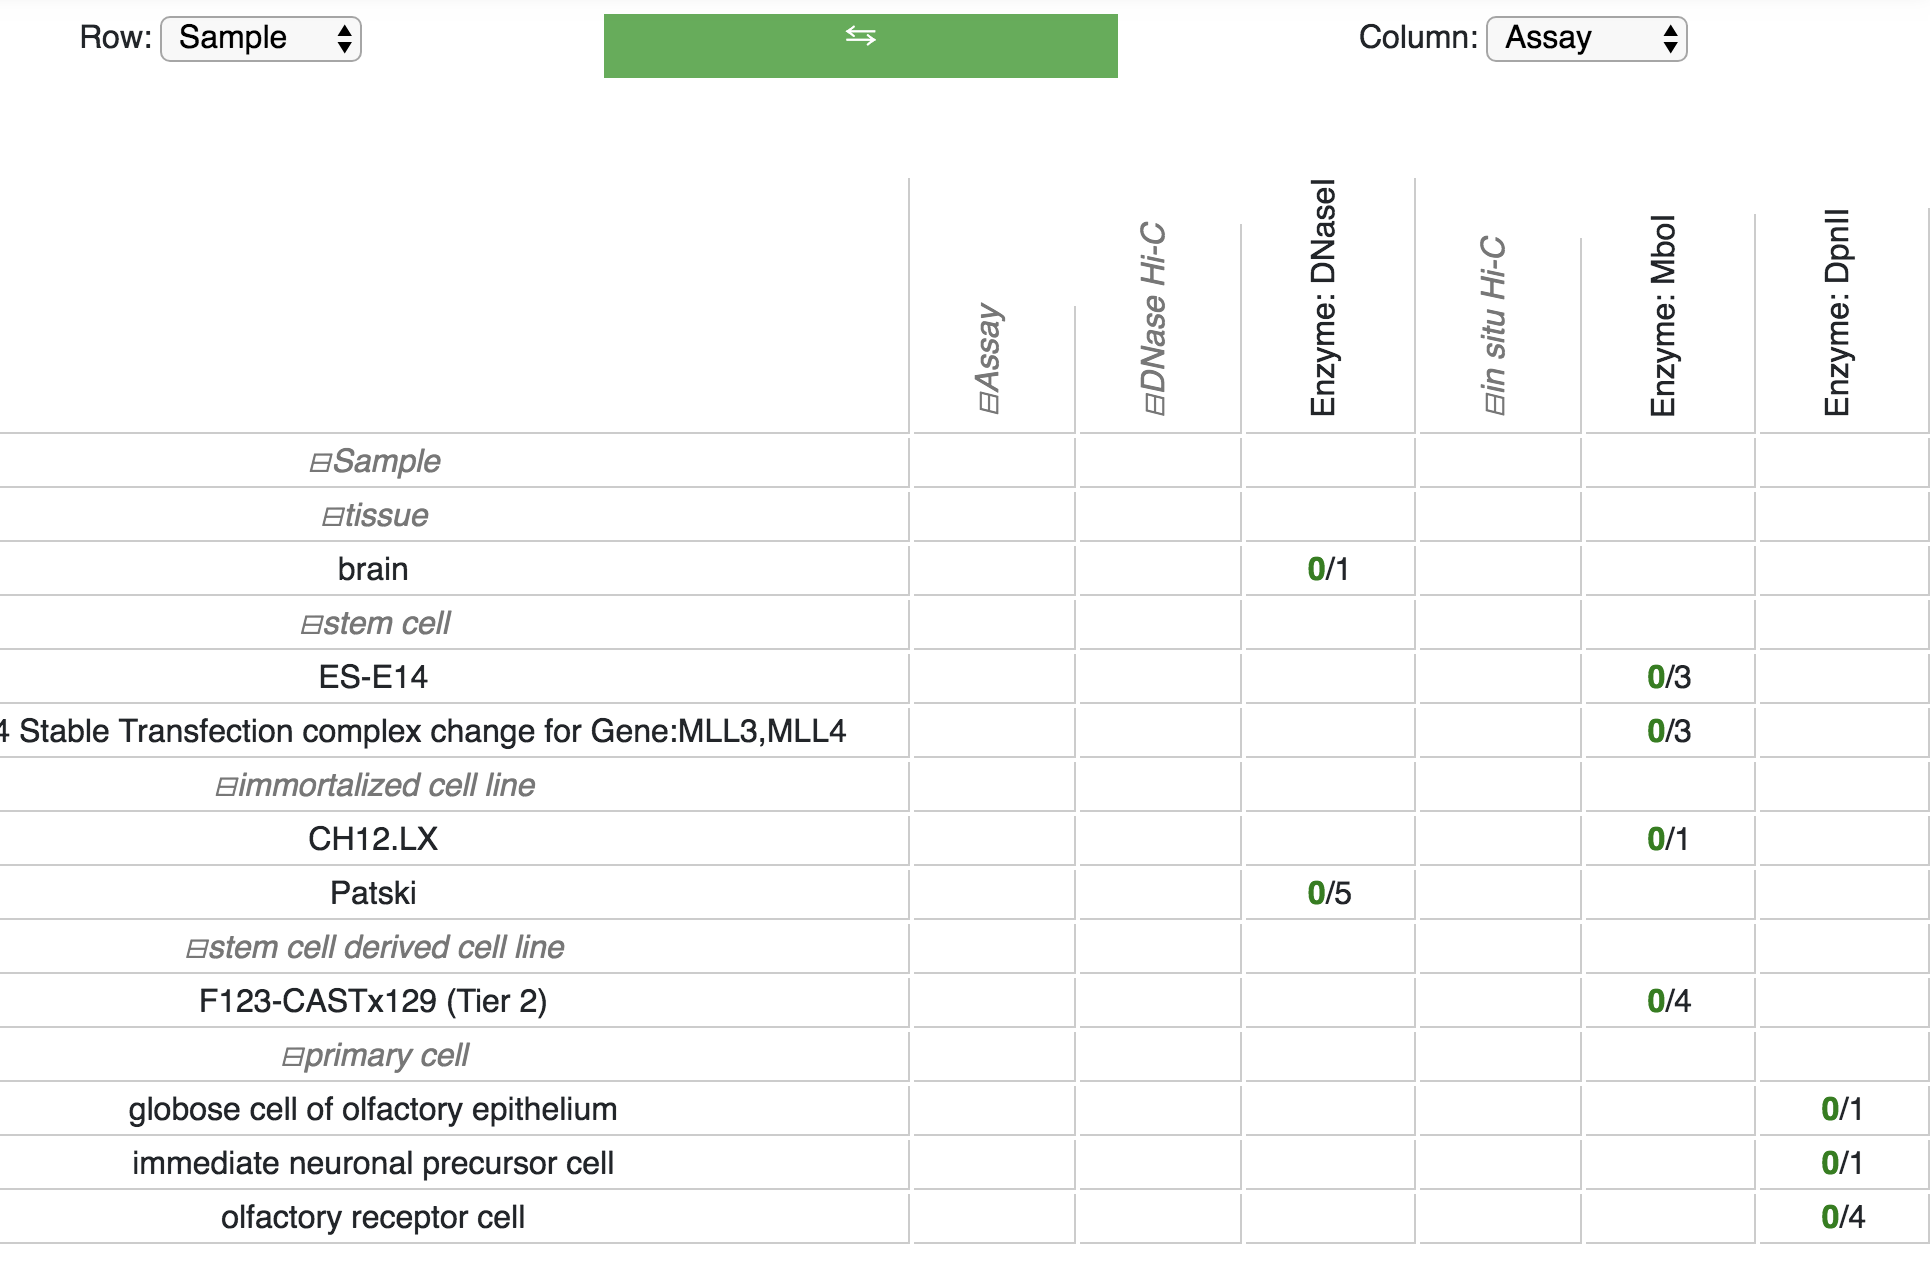 Row: Sample
⇆
Column: Assay
⊟Assay
⊟DNase Hi-C
Enzyme: DNaseI
⊟in situ Hi-C
Enzyme: MboI
Enzyme: DpnII
⊟Sample
⊟tissue
brain 0/1
⊟stem cell
ES-E14 0/3
4 Stable Transfection complex change for Gene:MLL3,MLL4 0/3
⊟immortalized cell line
CH12.LX 0/1
Patski 0/5
⊟stem cell derived cell line
F123-CASTx129 (Tier 2) 0/4
⊟primary cell
globose cell of olfactory epithelium 0/1
immediate neuronal precursor cell 0/1
olfactory receptor cell 0/4